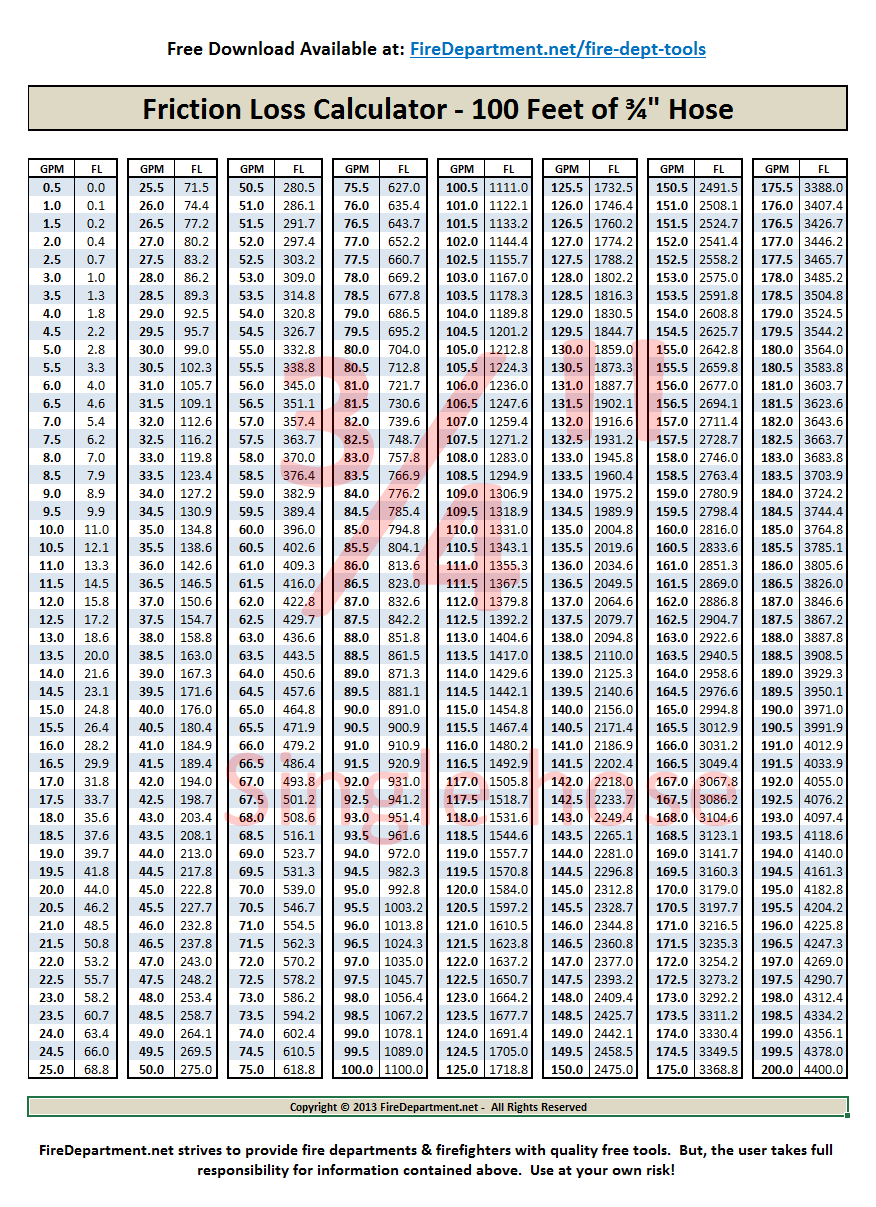 Free Download Available at: FireDepartment.net/fire-dept-tools
Friction Loss Calculator - 100 Feet of ¾" Hose
GPM FL GPM FL GPM FL GPM FL GPM FL GPM FL GPM FL GPM FL
0.5 0.0 25.5 71.5 50.5 280.5 75.5 627.0 100.5 1111.0 125.5 1732.5 150.5 2491.5 175.5 3388.0
1.0 0.1 26.0 74.4 51.0 286.1 76.0 635.4 101.0 1122.1 126.0 1746.4 151.0 2508.1 176.0 3407.4
1.5 0.2 26.5 77.2 51.5 291.7 76.5 643.7 101.5 1133.2 126.5 1760.2 151.5 2524.7 176.5 3426.7
2.0 0.4 27.0 80.2 52.0 297.4 77.0 652.2 102.0 1144.4 127.0 1774.2 152.0 2541.4 177.0 3446.2
2.5 0.7 27.5 83.2 52.5 303.2 77.5 660.7 102.5 1155.7 127.5 1788.2 152.5 2558.2 177.5 3465.7
3.0 1.0 28.0 86.2 53.0 309.0 78.0 669.2 103.0 1167.0 128.0 1802.2 153.0 2575.0 178.0 3485.2
3.5 1.3 28.5 89.3 53.5 314.8 78.5 677.8 103.5 1178.3 128.5 1816.3 153.5 2591.8 178.5 3504.8
4.0 1.8 29.0 92.5 54.0 320.8 79.0 686.5 104.0 1189.8 129.0 1830.5 154.0 2608.8 179.0 3524.5
4.5 2.2 29.5 95.7 54.5 326.7 79.5 695.2 104.5 1201.2 129.5 1844.7 154.5 2625.7 179.5 3544.2
5.0 2.8 30.0 99.0 55.0 332.8 80.0 704.0 105.0 1212.8 130.0 1859.0 155.0 2642.8 180.0 3564.0
5.5 3.3 30.5 102.3 55.5 338.8 80.5 712.8 105.5 1224.3 130.5 1873.3 155.5 2659.8 180.5 3583.8
6.0 4.0 31.0 105.7 56.0 345.0 81.0 721.7 106.0 1236.0 131.0 1887.7 156.0 2677.0 181.0 3603.7
6.5 4.6 31.5 109.1 56.5 351.1 81.5 730.6 106.5 1247.6 131.5 1902.1 156.5 2694.1 181.5 3623.6
7.0 5.4 32.0 112.6 57.0 357.4 82.0 739.6 107.0 1259.4 132.0 1916.6 157.0 2711.4 182.0 3643.6
7.5 6.2 32.5 116.2 57.5 363.7 82.5 748.7 107.5 1271.2 132.5 1931.2 157.5 2728.7 182.5 3663.7
8.0 7.0 33.0 119.8 58.0 370.0 83.0 757.8 108.0 1283.0 133.0 1945.8 158.0 2746.0 183.0 3683.8
8.5 7.9 33.5 123.4 58.5 376.4 83.5 766.9 108.5 1294.9 133.5 1960.4 158.5 2763.4 183.5 3703.9
9.0 8.9 34.0 127.2 59.0 382.9 84.0 776.2 109.0 1306.9 134.0 1975.2 159.0 2780.9 184.0 3724.2
9.5 9.9 34.5 130.9 59.5 389.4 84.5 785.4 109.5 1318.9 134.5 1989.9 159.5 2798.4 184.5 3744.4
10.0 11.0 35.0 134.8 60.0 396.0 85.0 794.8 110.0 1331.0 135.0 2004.8 160.0 2816.0 185.0 3764.8
10.5 12.1 35.5 138.6 60.5 402.6 85.5 804.1 110.5 1343.1 135.5 2019.6 160.5 2833.6 185.5 3785.1
11.0 13.3 36.0 142.6 61.0 409.3 86.0 813.6 111.0 1355.3 136.0 2034.6 161.0 2851.3 186.0 3805.6
11.5 14.5 36.5 146.5 61.5 416.0 86.5 823.0 111.5 1367.5 136.5 2049.5 161.5 2869.0 186.5 3826.0
12.0 15.8 37.0 150.6 62.0 422.8 87.0 832.6 112.0 1379.8 137.0 2064.6 162.0 2886.8 187.0 3846.6
12.5 17.2 37.5 154.7 62.5 429.7 87.5 842.2 112.5 1392.2 137.5 2079.7 162.5 2904.7 187.5 3867.2
13.0 18.6 38.0 158.8 63.0 436.6 88.0 851.8 113.0 1404.6 138.0 2094.8 163.0 2922.6 188.0 3887.8
13.5 20.0 38.5 163.0 63.5 443.5 88.5 861.5 113.5 1417.0 138.5 2110.0 163.5 2940.5 188.5 3908.5
14.0 21.6 39.0 167.3 64.0 450.6 89.0 871.3 114.0 1429.6 139.0 2125.3 164.0 2958.6 189.0 3929.3
14.5 23.1 39.5 171.6 64.5 457.6 89.5 881.1 114.5 1442.1 139.5 2140.6 164.5 2976.6 189.5 3950.1
15.0 24.8 40.0 176.0 65.0 464.8 90.0 891.0 115.0 1454.8 140.0 2156.0 165.0 2994.8 190.0 3971.0
15.5 26.4 40.5 180.4 65.5 471.9 90.5 900.9 115.5 1467.4 140.5 2171.4 165.5 3012.9 190.5 3991.9
16.0 28.2 41.0 184.9 66.0 479.2 91.0 910.9 116.0 1480.2 141.0 2186.9 166.0 3031.2 191.0 4012.9
16.5 29.9 41.5 189.4 66.5 486.4 91.5 920.9 116.5 1492.9 141.5 2202.4 166.5 3049.4 191.5 4033.9
17.0 31.8 42.0 194.0 67.0 493.8 92.0 931.0 117.0 1505.8 142.0 2218.0 167.0 3067.8 192.0 4055.0
17.5 33.7 42.5 198.7 67.5 501.2 92.5 941.2 117.5 1518.7 142.5 2233.7 167.5 3086.2 192.5 4076.2
18.0 35.6 43.0 203.4 68.0 508.6 93.0 951.4 118.0 1531.6 143.0 2249.4 168.0 3104.6 193.0 4097.4
18.5 37.6 43.5 208.1 68.5 516.1 93.5 961.6 118.5 1544.6 143.5 2265.1 168.5 3123.1 193.5 4118.6
19.0 39.7 44.0 213.0 69.0 523.7 94.0 972.0 119.0 1557.7 144.0 2281.0 169.0 3141.7 194.0 4140.0
19.5 41.8 44.5 217.8 69.5 531.3 94.5 982.3 119.5 1570.8 144.5 2296.8 169.5 3160.3 194.5 4161.3
20.0 44.0 45.0 222.8 70.0 539.0 95.0 992.8 120.0 1584.0 145.0 2312.8 170.0 3179.0 195.0 4182.8
20.5 46.2 45.5 227.7 70.5 546.7 95.5 1003.2 120.5 1597.2 145.5 2328.7 170.5 3197.7 195.5 4204.2
21.0 48.5 46.0 232.8 71.0 554.5 96.0 1013.8 121.0 1610.5 146.0 2344.8 171.0 3216.5 196.0 4225.8
21.5 50.8 46.5 237.8 71.5 562.3 96.5 1024.3 121.5 1623.8 146.5 2360.8 171.5 3235.3 196.5 4247.3
22.0 53.2 47.0 243.0 72.0 570.2 97.0 1035.0 122.0 1637.2 147.0 2377.0 172.0 3254.2 197.0 4269.0
22.5 55.7 47.5 248.2 72.5 578.2 97.5 1045.7 122.5 1650.7 147.5 2393.2 172.5 3273.2 197.5 4290.7
23.0 58.2 48.0 253.4 73.0 586.2 98.0 1056.4 123.0 1664.2 148.0 2409.4 173.0 3292.2 198.0 4312.4
23.5 60.7 48.5 258.7 73.5 594.2 98.5 1067.2 123.5 1677.7 148.5 2425.7 173.5 3311.2 198.5 4334.2
24.0 63.4 49.0 264.1 74.0 602.4 99.0 1078.1 124.0 1691.4 149.0 2442.1 174.0 3330.4 199.0 4356.1
24.5 66.0 49.5 269.5 74.5 610.5 99.5 1089.0 124.5 1705.0 149.5 2458.5 174.5 3349.5 199.5 4378.0
25.0 68.8 50.0 275.0 75.0 618.8 100.0 1100.0 125.0 1718.8 150.0 2475.0 175.0 3368.8 200.0 4400.0
¾"
Single hose
Copyright © 2013 FireDepartment.net - All Rights Reserved
FireDepartment.net strives to provide fire departments & firefighters with quality free tools. But, the user takes full
responsibility for information contained above. Use at your own risk!